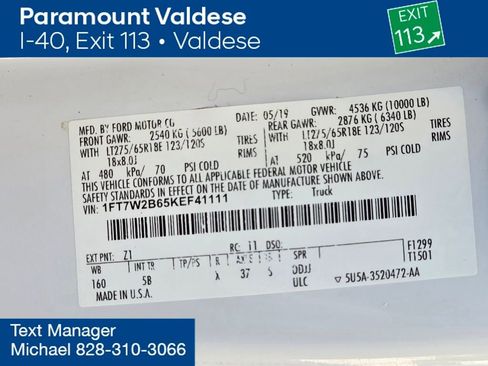 Paramount Valdese
I-40, Exit 113 • Valdese
EXIT
113
MFD. BY FORD MOTOR CO
DATE: 05/19 GVWR: 4536 KG (10000 LB)
FRONT GAWR: 2540 KG (5600 LB) REAR GAWR: 2876 KG (6340 LB)
WITH LT275/65R18E 123/120S TIRES WITH LT275/65R18E 123/120S TIRES
18x8.0J RIMS 18x8.0J RIMS
AT 480 kPa/ 70 PSI COLD AT 520 kPa/ 75 PSI COLD
THIS VEHICLE CONFORMS TO ALL APPLICABLE FEDERAL MOTOR VEHICLE
SAFETY STANDARDS IN EFFECT ON THE DATE OF MANUFACTURE SHOWN ABOVE.
VIN: 1FT7W2B65KEF41111 TYPE: Truck
EXT PNT: Z1 RC: 11 DSO: F1299
WB INT TR TP/PS R AXLE S SPR T1501
160 5B 37 S
MADE IN U.S.A. ULC 5U5A-3520472-AA
Text Manager
Michael 828-310-3066